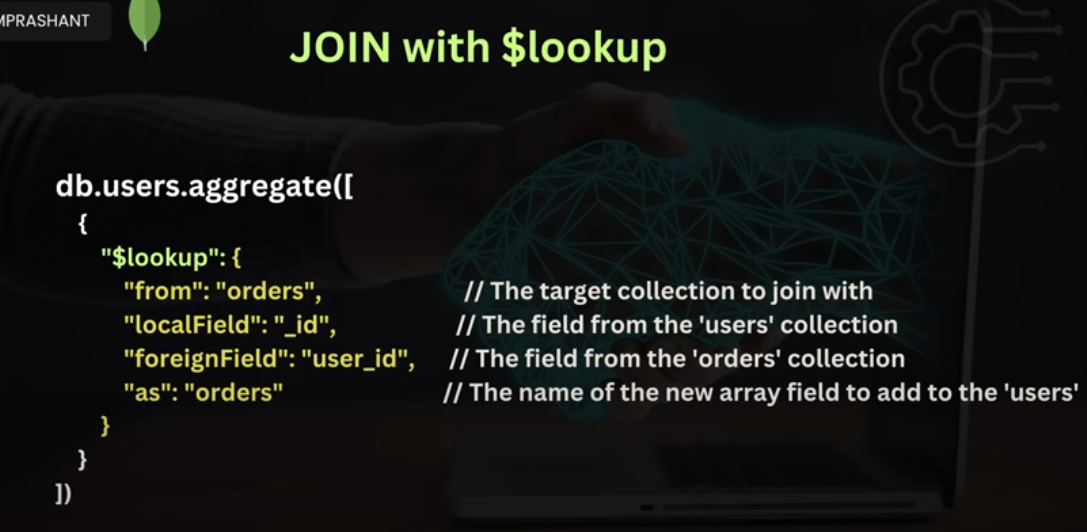 MPRASHANT
JOIN with $lookup
db.users.aggregate([
{
"$lookup": {
"from": "orders", // The target collection to join with
"localField": "_id", // The field from the 'users' collection
"foreignField": "user_id", // The field from the 'orders' collection
"as": "orders" // The name of the new array field to add to the 'users'
}
}
])